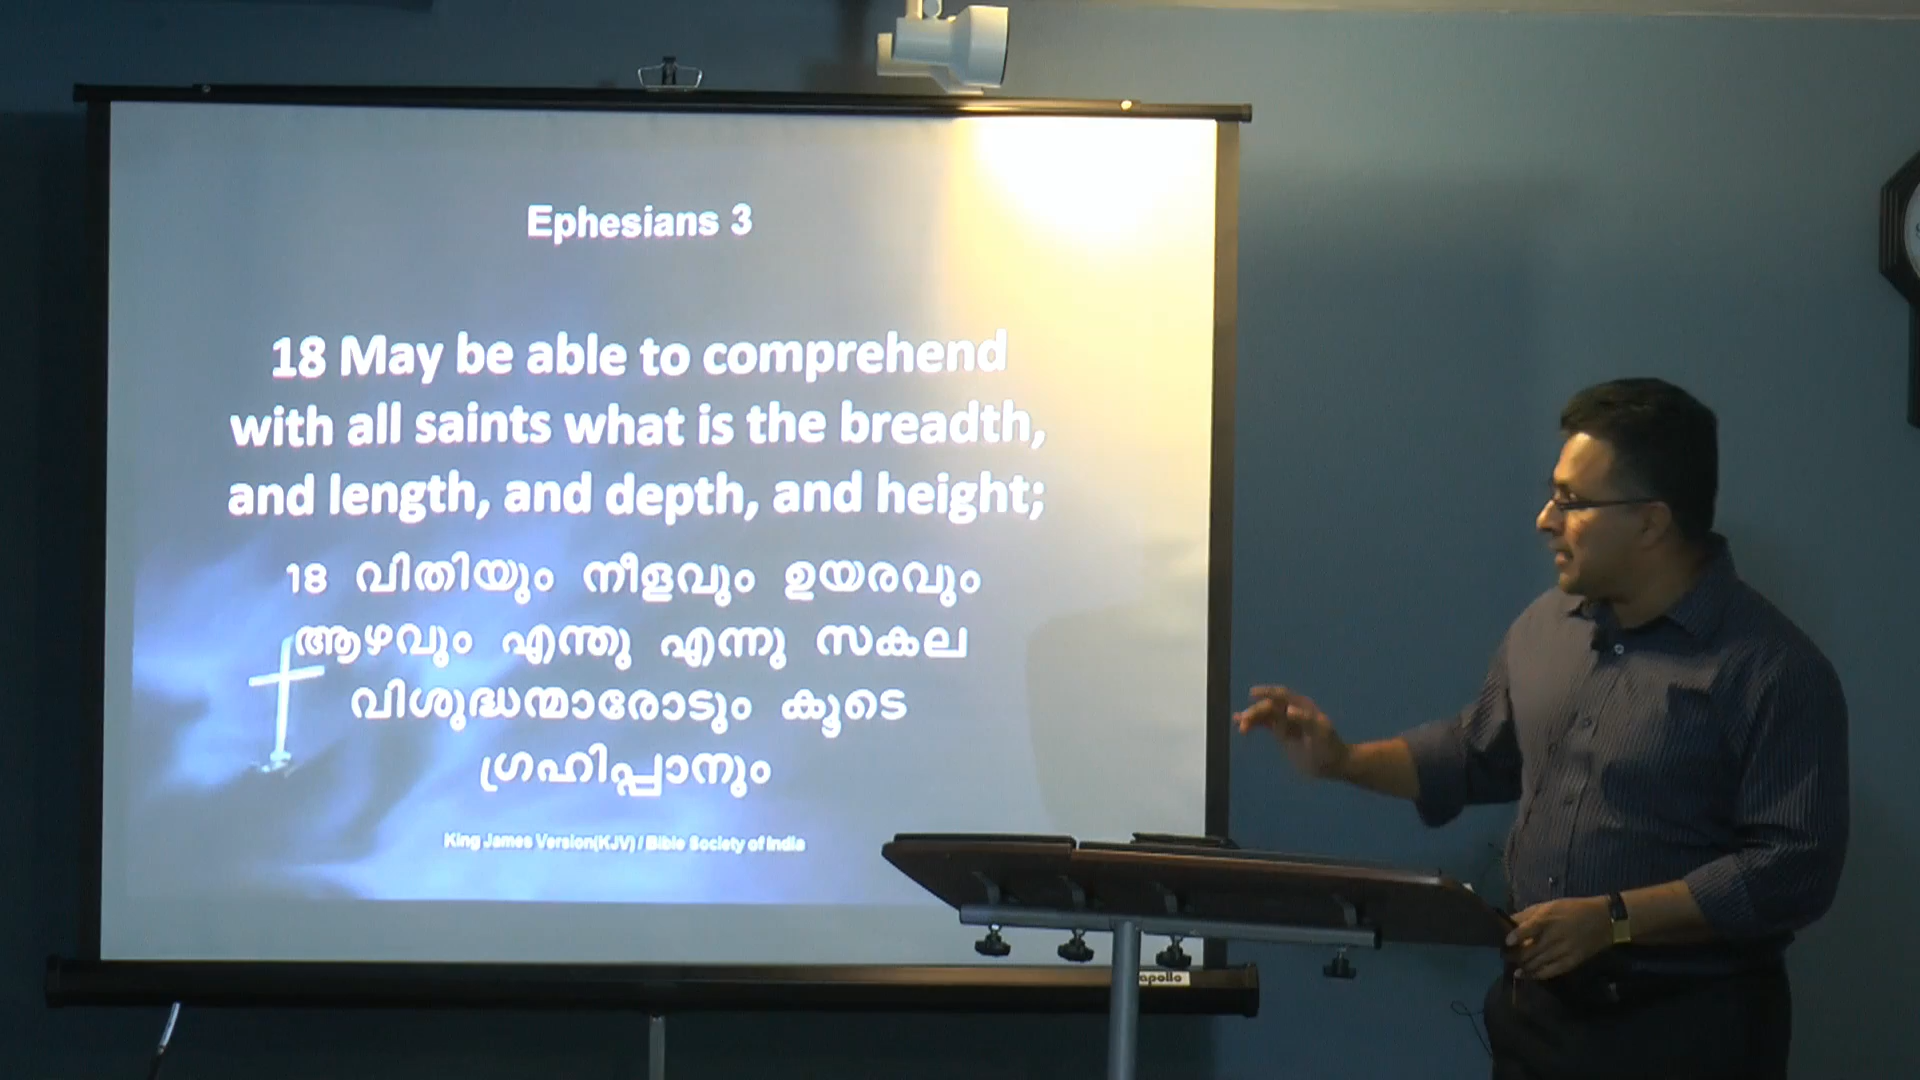 Ephesians 3
18 May be able to comprehend
with all saints what is the breadth,
and length, and depth, and height;
18 വിതിയും നീളവും ഉയരവും
ആഴവും എന്തു എന്നു സകല
വിശുദ്ധന്മാരോടും കൂടെ
ഗ്രഹിപ്പാനും
King James Version(KJV) / Bible Society of India
apollo